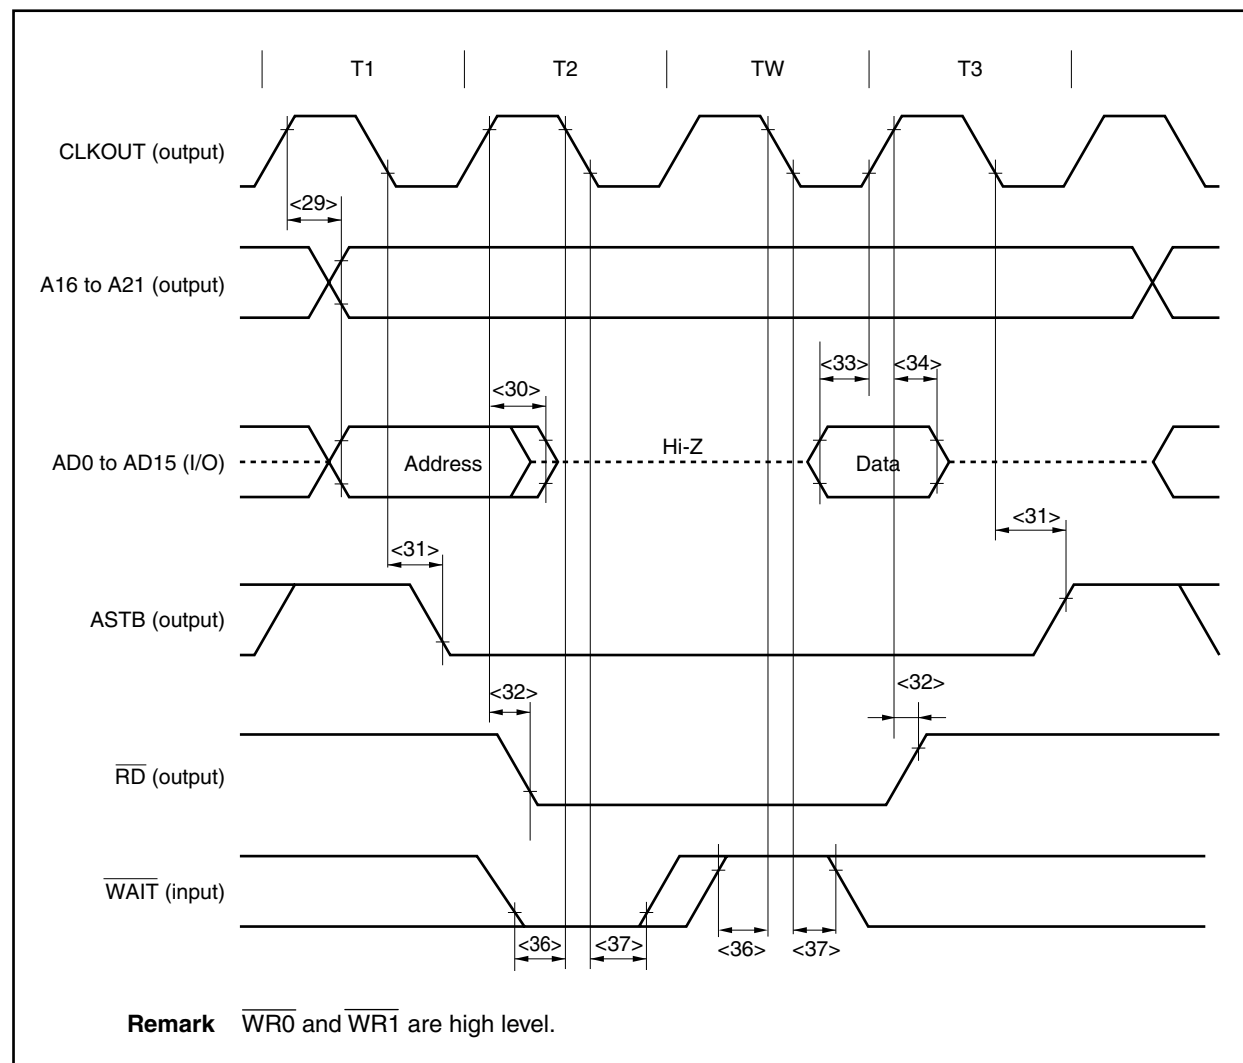 T1 T2 TW T3
CLKOUT (output)
<29>
A16 to A21 (output)
<33> <34>
<30>
AD0 to AD15 (I/O) Address Hi-Z Data
<31>
<31>
ASTB (output)
<32>
<32>
RD (output)
WAIT (input)
<36> <37> <36> <37>
Remark WR0 and WR1 are high level.